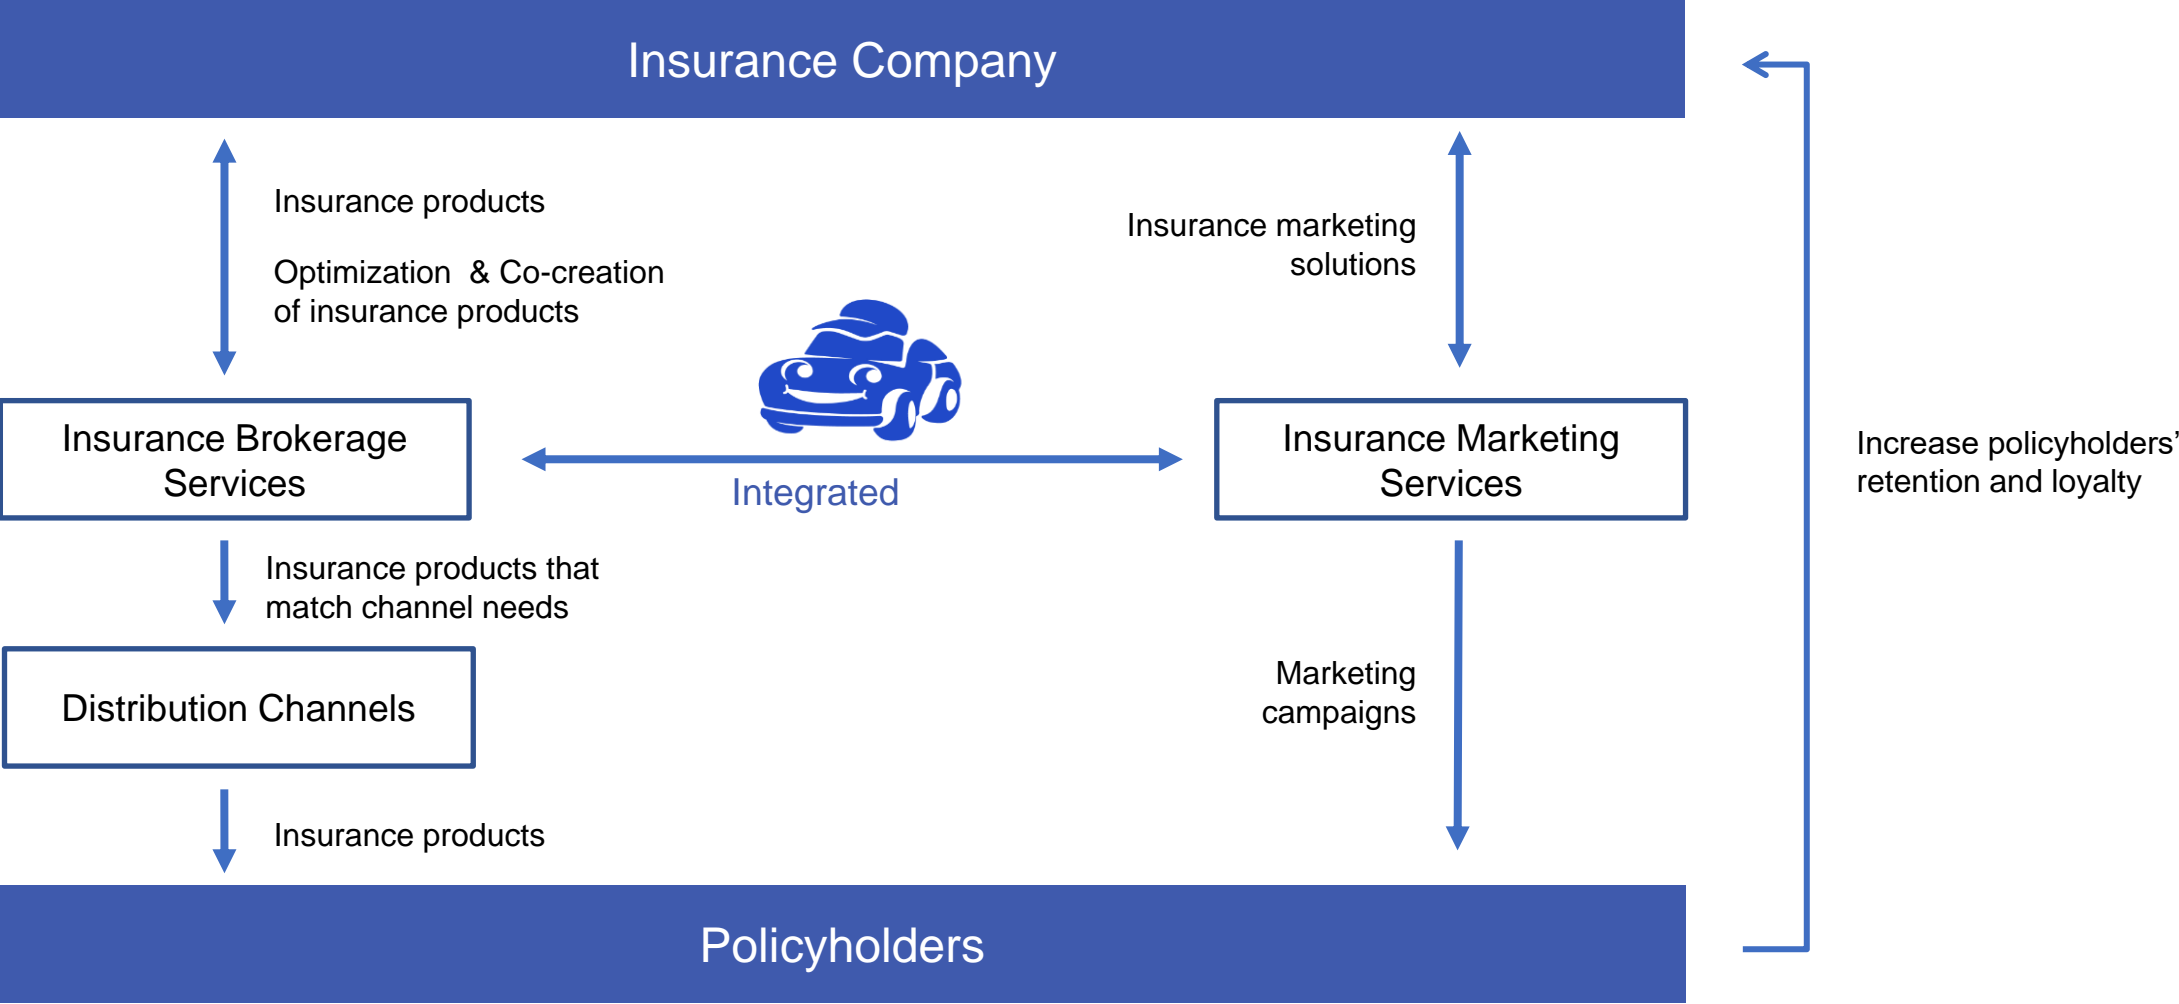 Insurance Company
Insurance products
Optimization & Co-creation
of insurance products
Insurance marketing
solutions
Insurance Brokerage
Services
Integrated
Insurance Marketing
Services
Increase policyholders’
retention and loyalty
Insurance products that
match channel needs
Distribution Channels
Marketing
campaigns
Insurance products
Policyholders